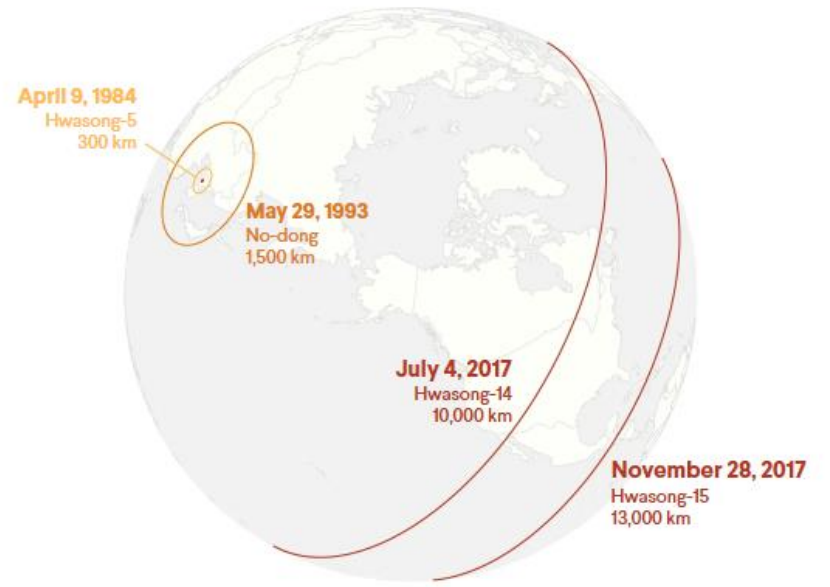 April 9, 1984
Hwasong-5
300 km
May 29, 1993
No-dong
1,500 km
July 4, 2017
Hwasong-14
10,000 km
November 28, 2017
Hwasong-15
13,000 km